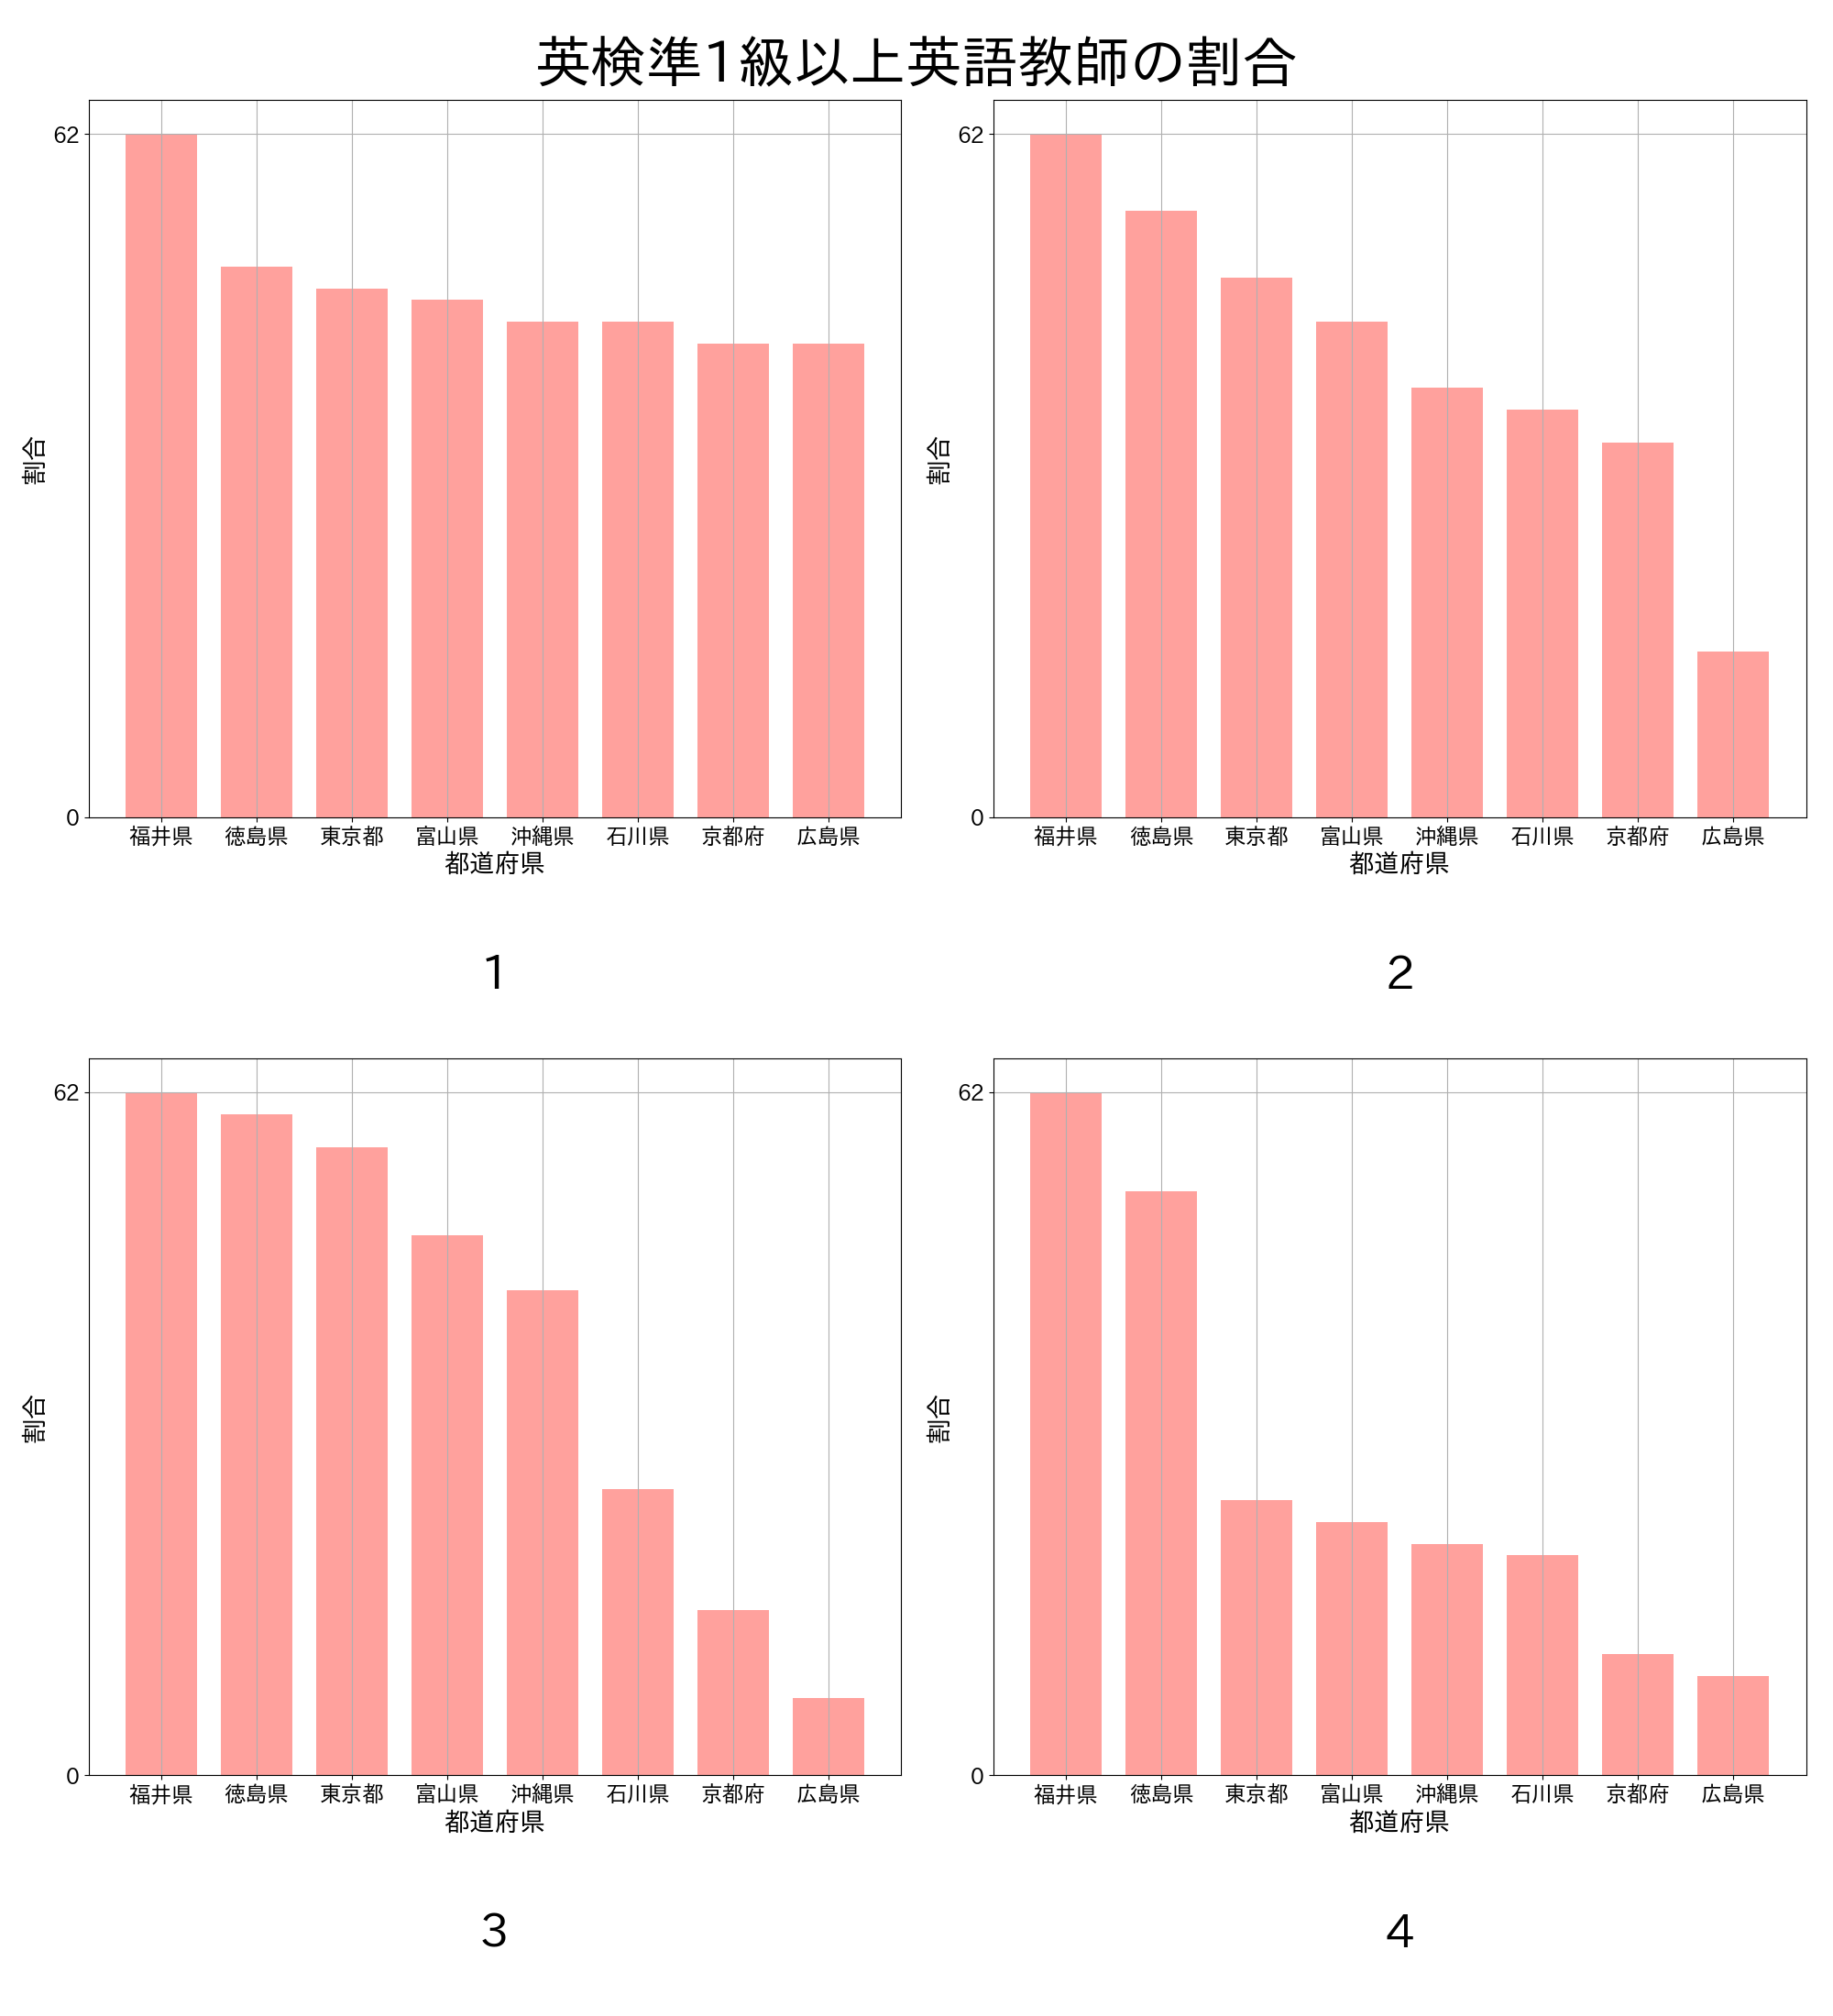 英検準1級以上英語教師の割合
62
0
割合
福井県 徳島県 東京都 富山県 沖縄県 石川県 京都府 広島県
都道府県
1
62
0
割合
福井県 徳島県 東京都 富山県 沖縄県 石川県 京都府 広島県
都道府県
2
62
0
割合
福井県 徳島県 東京都 富山県 沖縄県 石川県 京都府 広島県
都道府県
3
62
0
割合
福井県 徳島県 東京都 富山県 沖縄県 石川県 京都府 広島県
都道府県
4